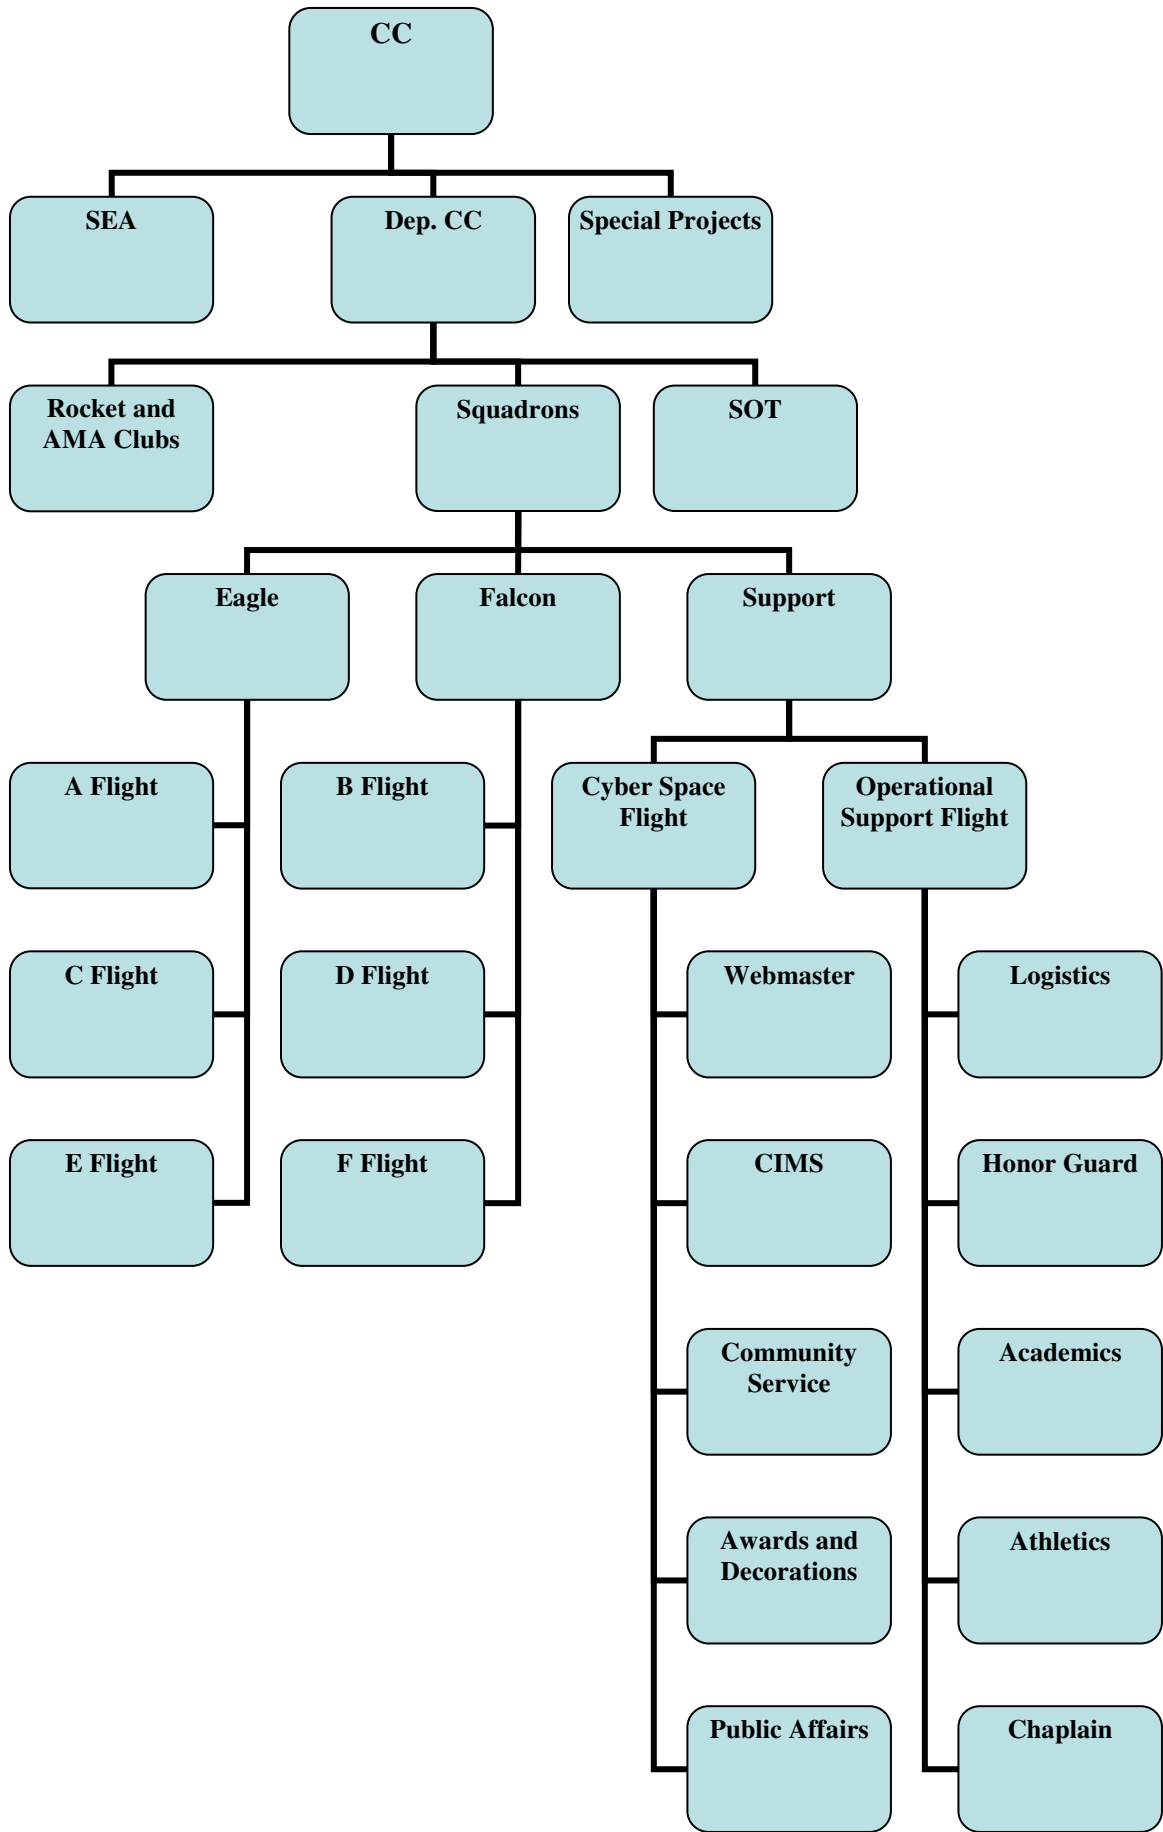 CC
SEA
Dep. CC
Special Projects
Rocket and
AMA Clubs
Squadrons
SOT
Eagle
Falcon
Support
A Flight
B Flight
Cyber Space
Flight
Operational
Support Flight
C Flight
D Flight
Webmaster
Logistics
E Flight
F Flight
CIMS
Honor Guard
Community
Service
Academics
Awards and
Decorations
Athletics
Public Affairs
Chaplain